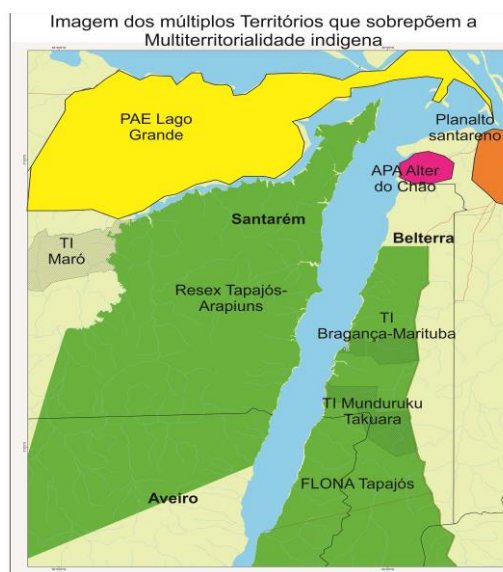 Imagem dos múltiplos Territórios que sobrepõem a
Multiterritorialidade indigena
PAE Lago
Grande
Planalto
santareno
APA Alter
do Chão
Santarém
Belterra
TI
Maró
Resex Tapajós-
Arapiuns
TI
Bragança-Marituba
TI Munduruku
Takuara
FLONA Tapajós
Aveiro